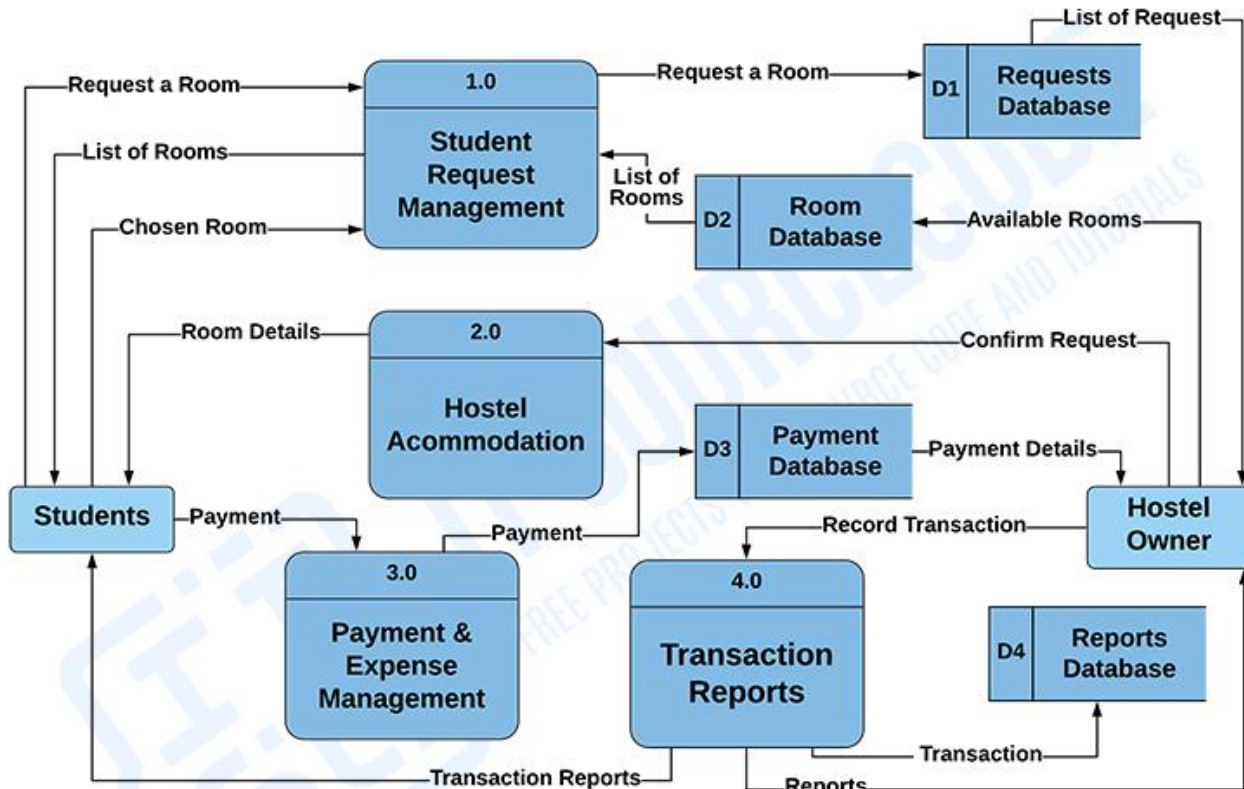 List of Request
Request a Room
1.0
Request a Room
D1
Requests
Database
Student
Request
Management
List of Rooms
List of
Rooms
D2
Room
Database
Available Rooms
Chosen Room
Room Details
2.0
Confirm Request
Hostel
Acommodation
D3
Payment
Database
Payment Details
Students
Payment
Payment
Record Transaction
Hostel
Owner
3.0
4.0
Payment &
Expense
Management
Transaction
Reports
D4
Reports
Database
Transaction
Transaction Reports
Reports